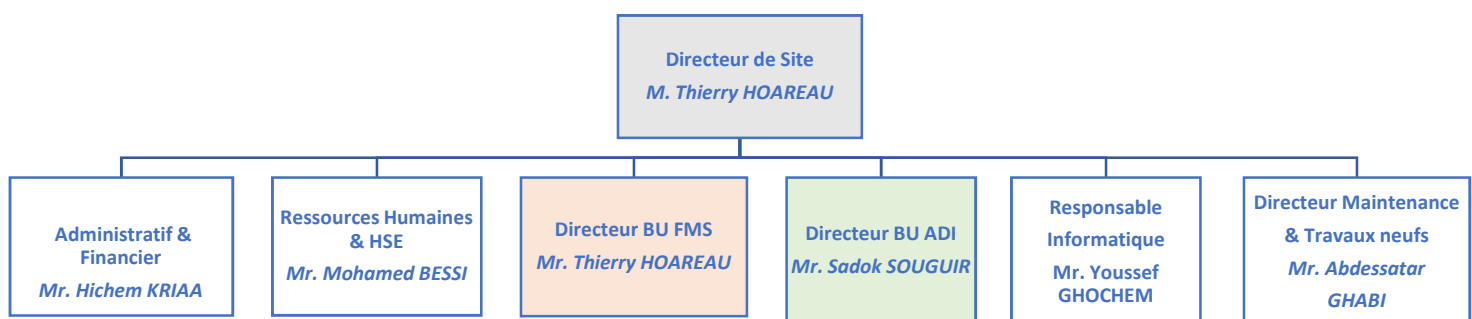 Directeur de Site
M. Thierry HOAREAU
Administratif &
Financier
Mr. Hichem KRIAA
Ressources Humaines
& HSE
Mr. Mohamed BESSI
Directeur BU FMS
Mr. Thierry HOAREAU
Directeur BU ADI
Mr. Sadok SOUGUIR
Responsable
Informatique
Mr. Youssef
GHOCHEM
Directeur Maintenance
& Travaux neufs
Mr. Abdessatar
GHABI